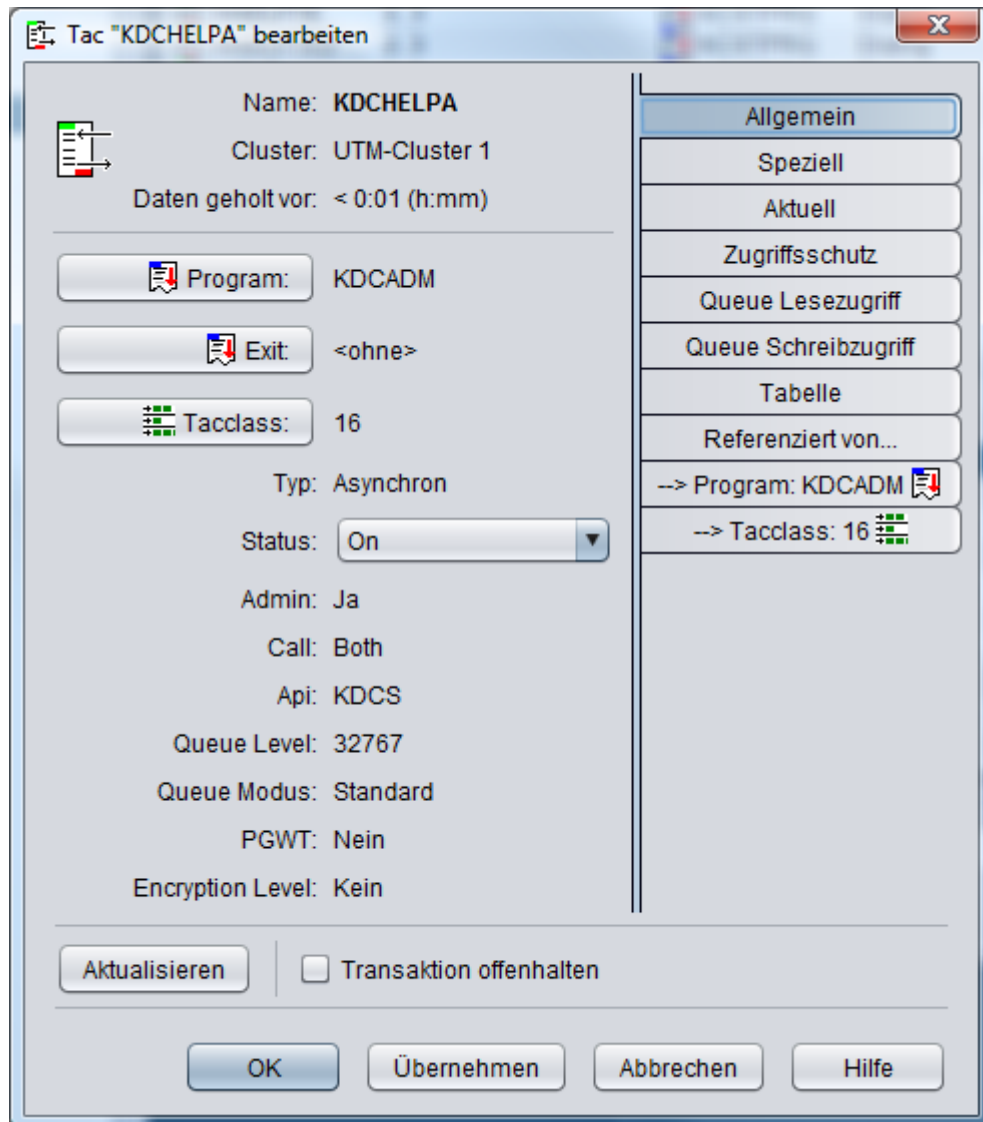 Tac "KDCHELPA" bearbeiten
Name: KDCHELPA
Cluster: UTM-Cluster 1
Daten geholt vor: < 0:01 (h:mm)
Program: KDCADM
Exit: <ohne>
Tacclass: 16
Typ: Asynchron
Status: On
Admin: Ja
Call: Both
Api: KDCS
Queue Level: 32767
Queue Modus: Standard
PGWT: Nein
Encryption Level: Kein
Allgemein
Speziell
Aktuell
Zugriffsschutz
Queue Lesezugriff
Queue Schreibzugriff
Tabelle
Referenziert von...
--> Program: KDCADM
--> Tacclass: 16
Aktualisieren
Transaktion offenhalten
OK
Übernehmen
Abbrechen
Hilfe